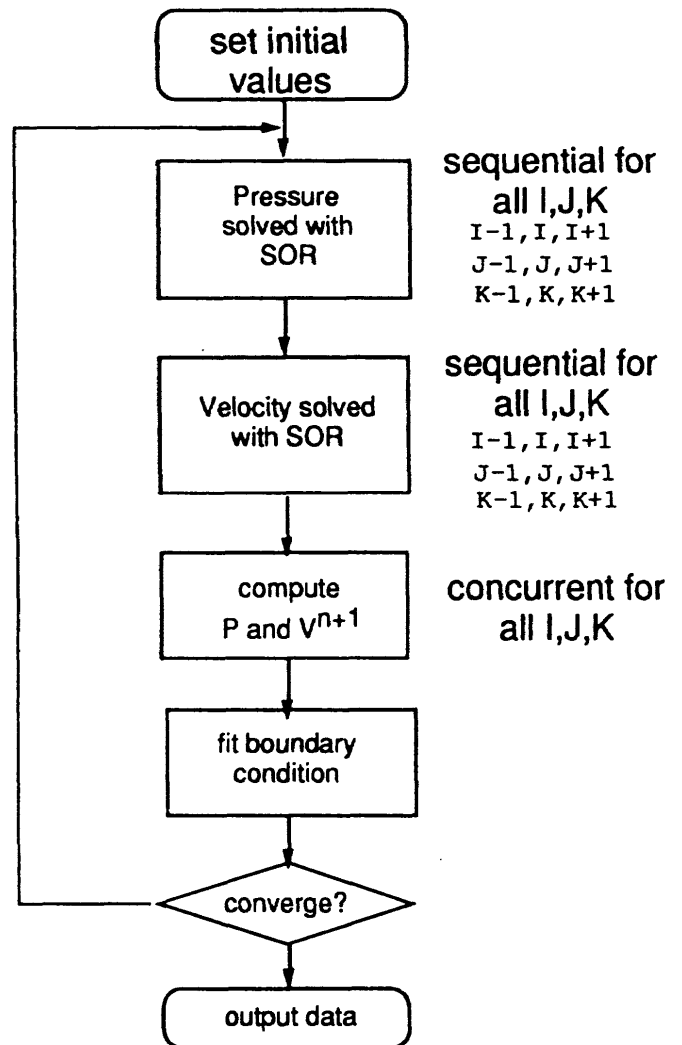 set initial
values
Pressure
solved with
SOR
sequential for
all I,J,K
I-1, I, I+1
J-1, J, J+1
K-1, K, K+1
Velocity solved
with SOR
sequential for
all I,J,K
I-1, I, I+1
J-1, J, J+1
K-1, K, K+1
compute
P and V^n+1
concurrent for
all I,J,K
fit boundary
condition
converge?
output data